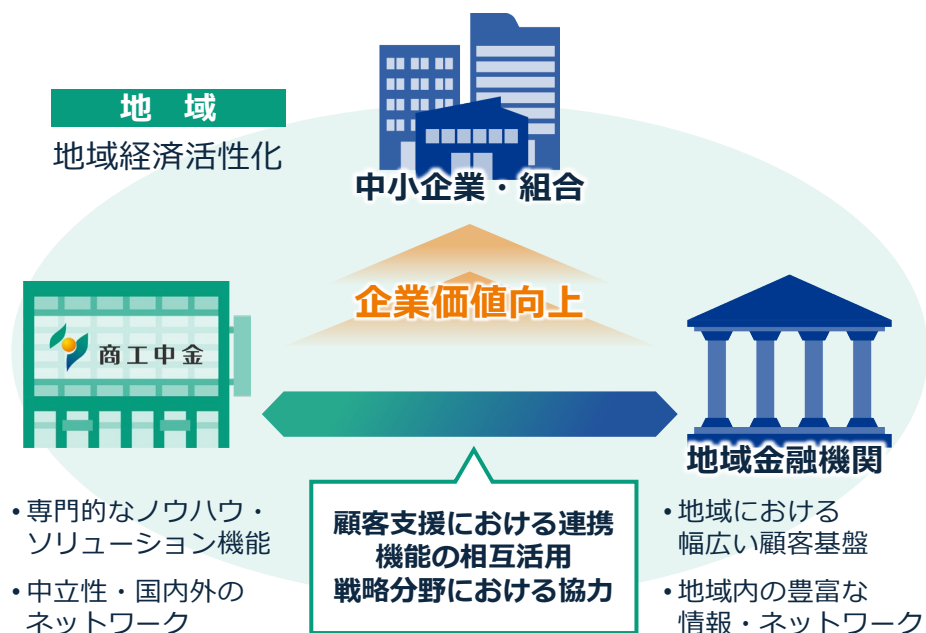 地 域
地域経済活性化
中小企業・組合
企業価値向上
商工中金
地域金融機関
・専門的なノウハウ・
ソリューション機能
・中立性・国内外の
ネットワーク
顧客支援における連携
機能の相互活用
戦略分野における協力
・地域における
幅広い顧客基盤
・地域内の豊富な
情報・ネットワーク